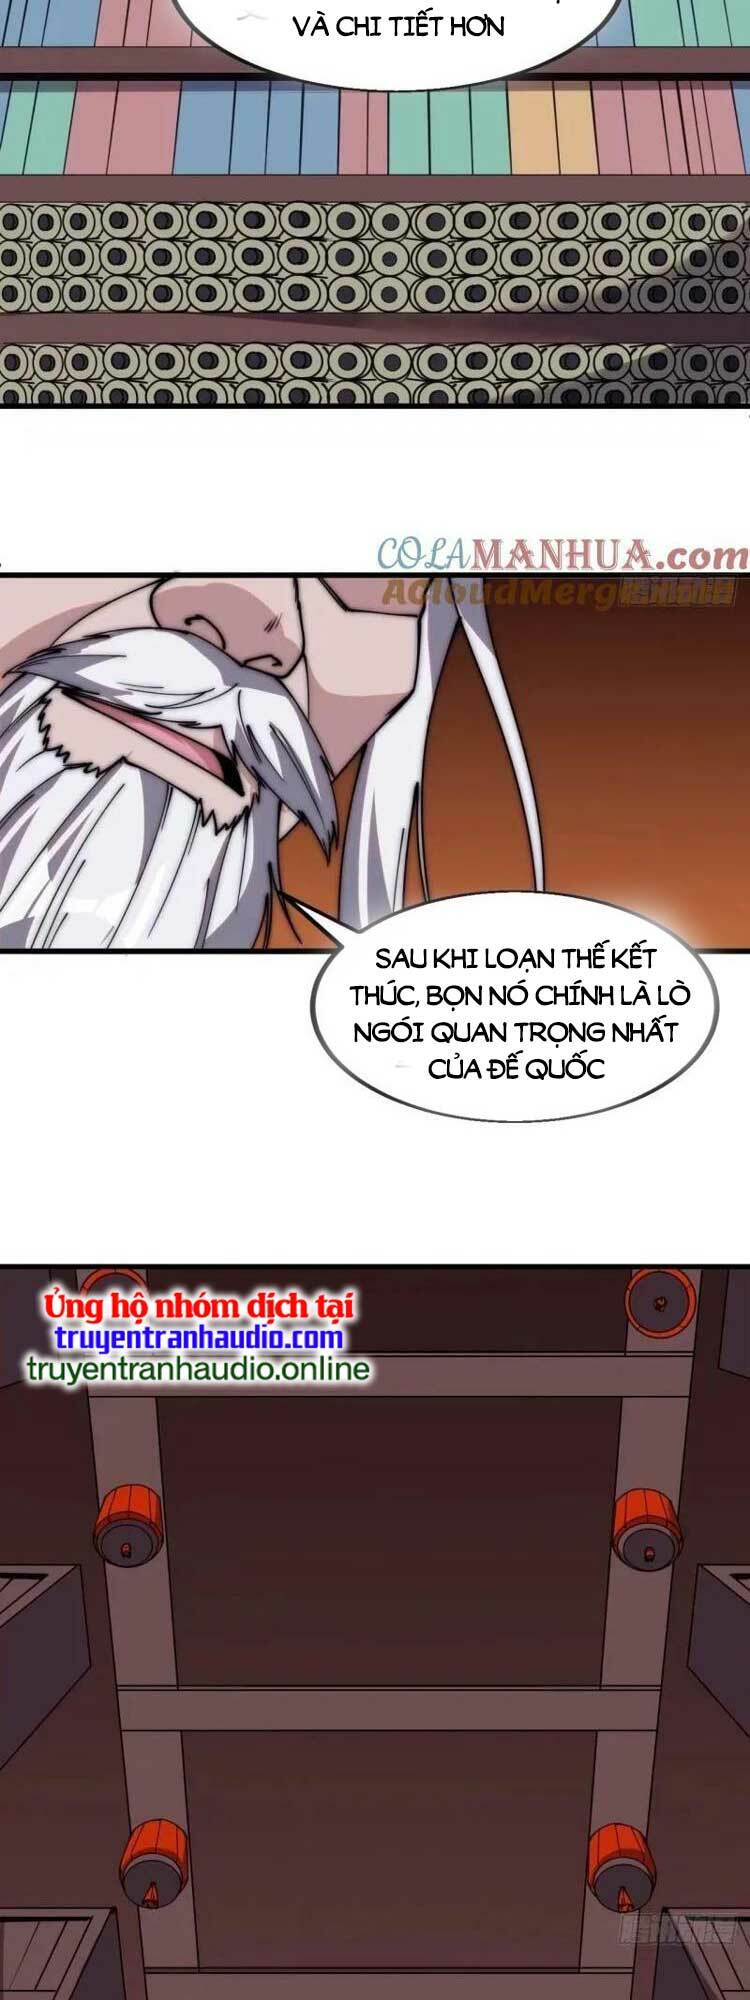 VÀ CHI TIẾT HƠN
COLAMANHUA.com
AcloudMerge
SAU KHI LOẠN THẾ KẾT
THÚC, BỌN NÓ CHÍNH LÀ LÒ
NGÓI QUAN TRỌNG NHẤT
CỦA ĐẾ QUỐC
Ủng hộ nhóm dịch tại
truyentranhaudio.com
truyentranhaudio.online